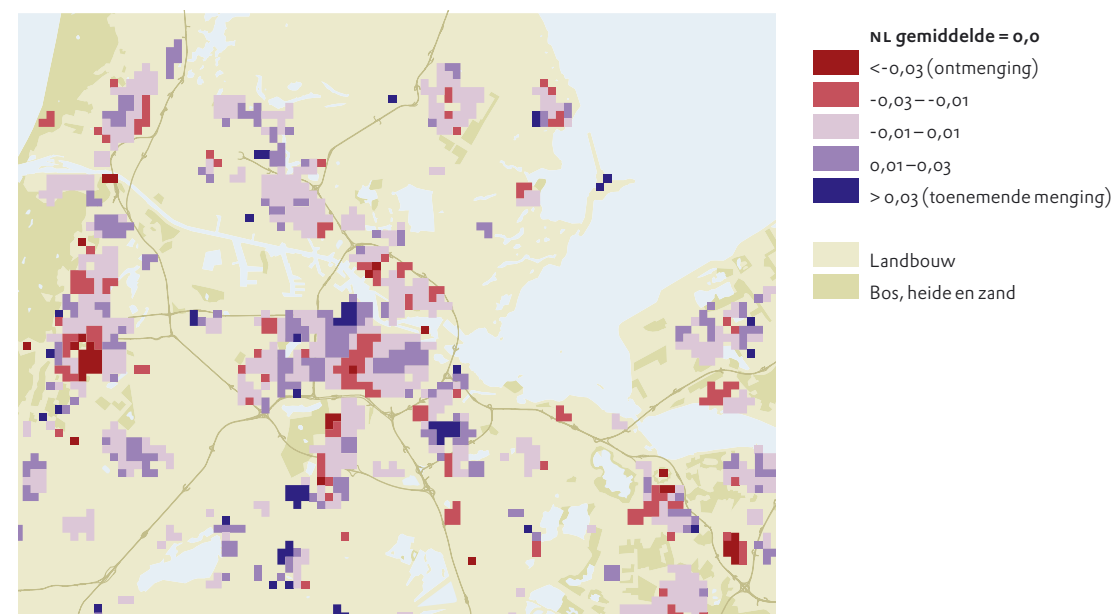 NL gemiddelde = 0,0
<-0,03 (ontmenging)
-0,03 – -0,01
-0,01 – 0,01
0,01 – 0,03
> 0,03 (toenemende menging)
Landbouw
Bos, heide en zand